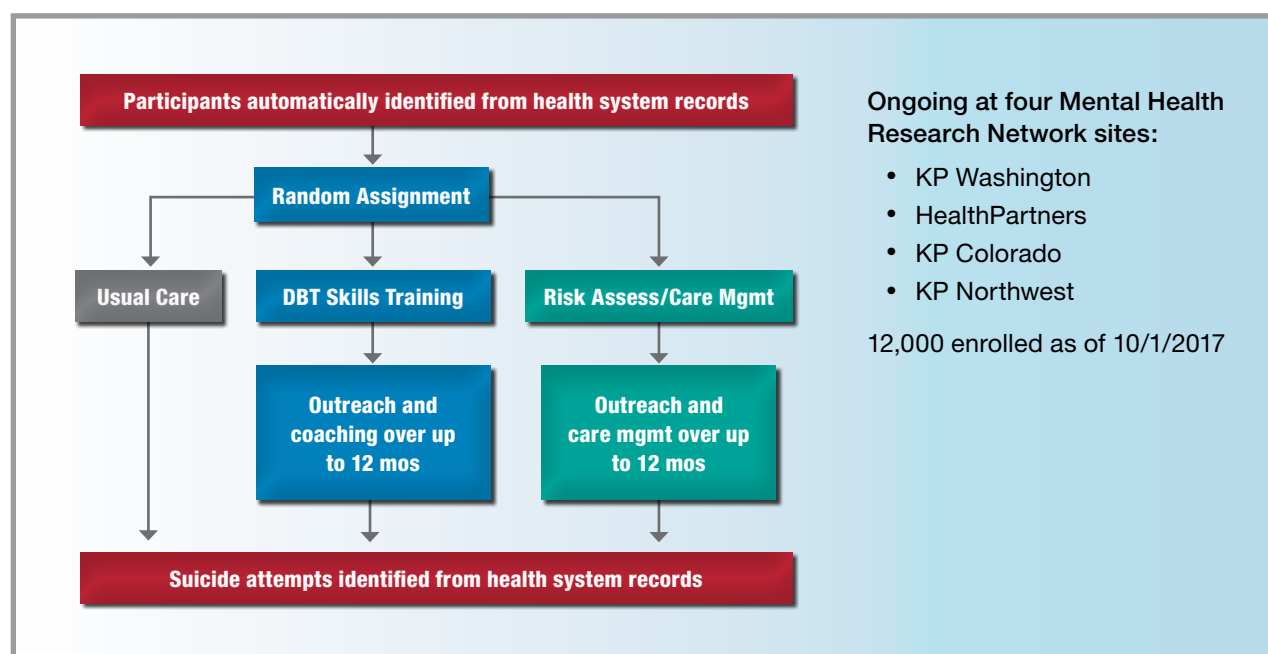 Participants automatically identified from health system records
Random Assignment
Usual Care
DBT Skills Training
Risk Assess/Care Mgmt
Outreach and
coaching over up
to 12 mos
Outreach and
care mgmt over up
to 12 mos
Suicide attempts identified from health system records
Ongoing at four Mental Health
Research Network sites:
• KP Washington
• HealthPartners
• KP Colorado
• KP Northwest
12,000 enrolled as of 10/1/2017